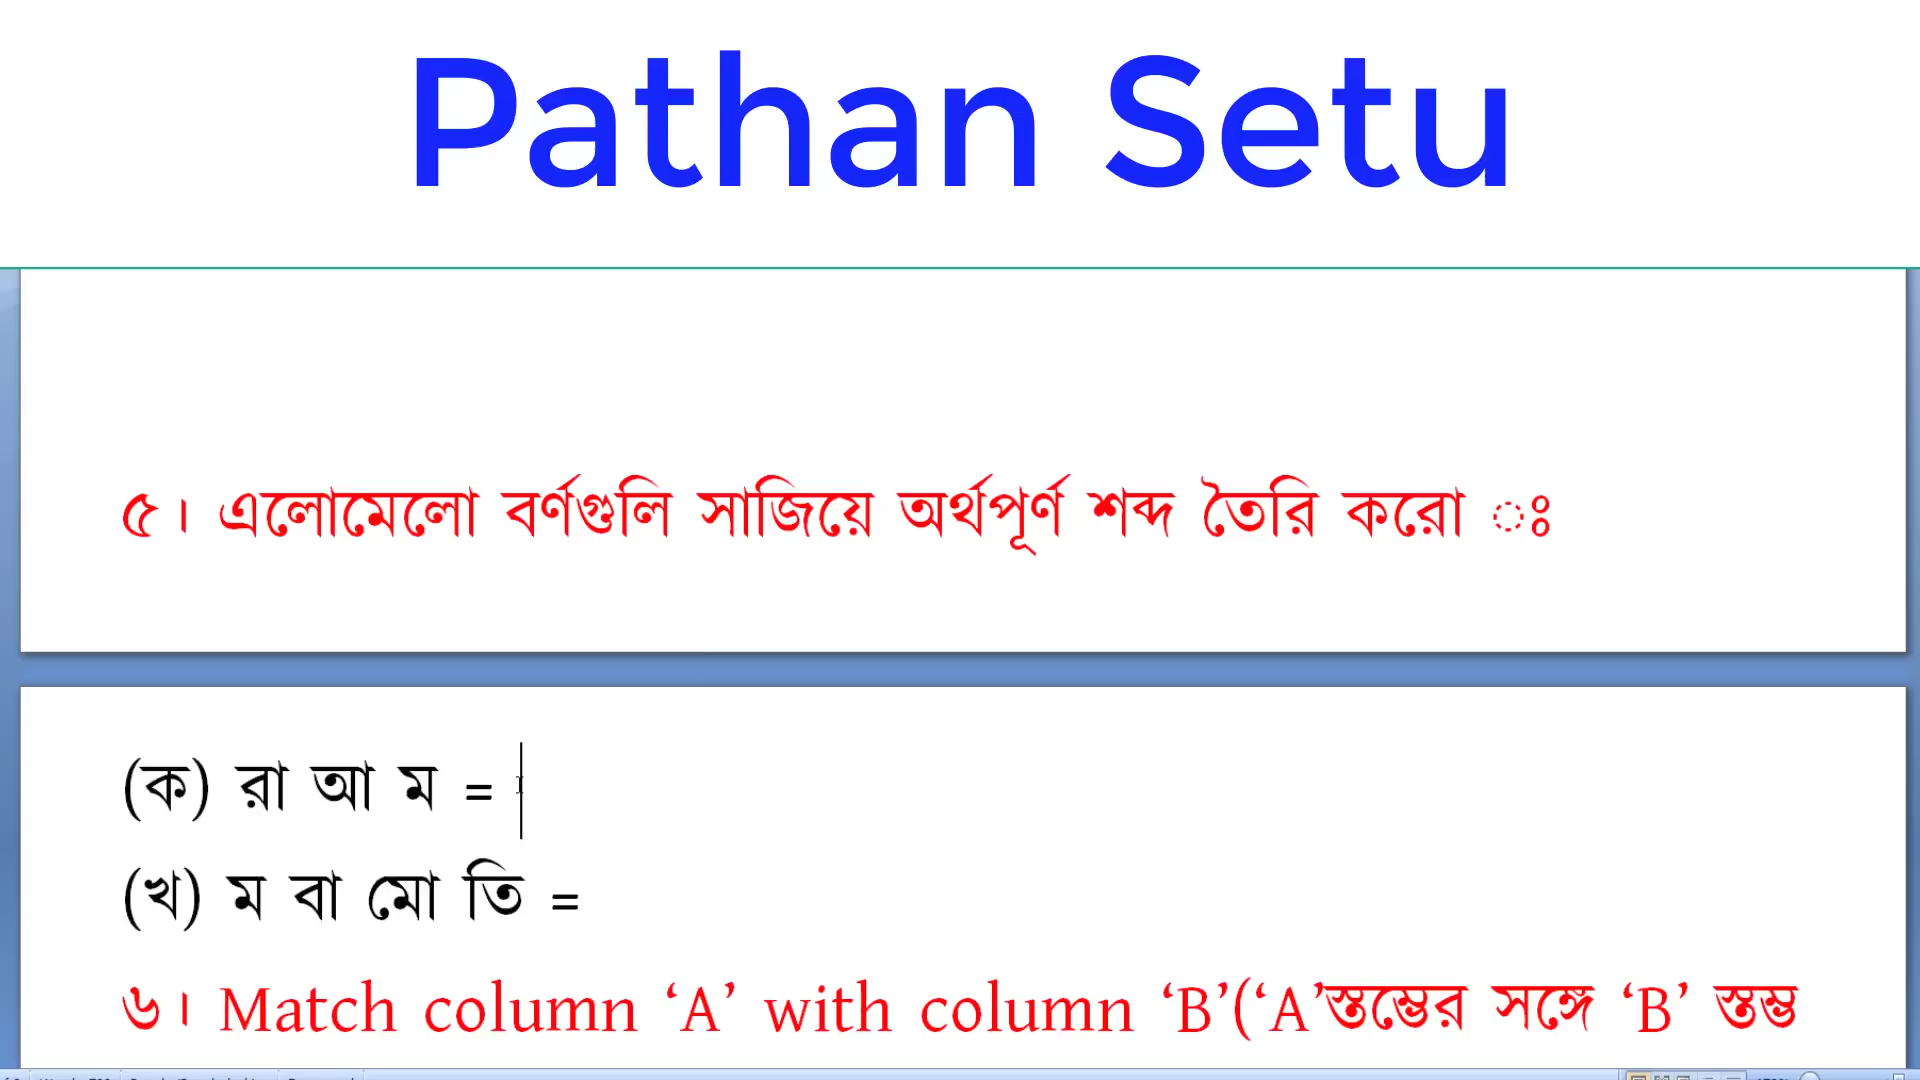 Pathan Setu
৫। এলোমেলো বর্ণগুলি সাজিয়ে অর্থপূর্ণ শব্দ তৈরি করো ঃ
(ক) রা আ ম =
(খ) ম বা মো তি =
৬। Match column ‘A’ with column ‘B’(‘A’স্তম্ভের সঙ্গে ‘B’ স্তম্ভ